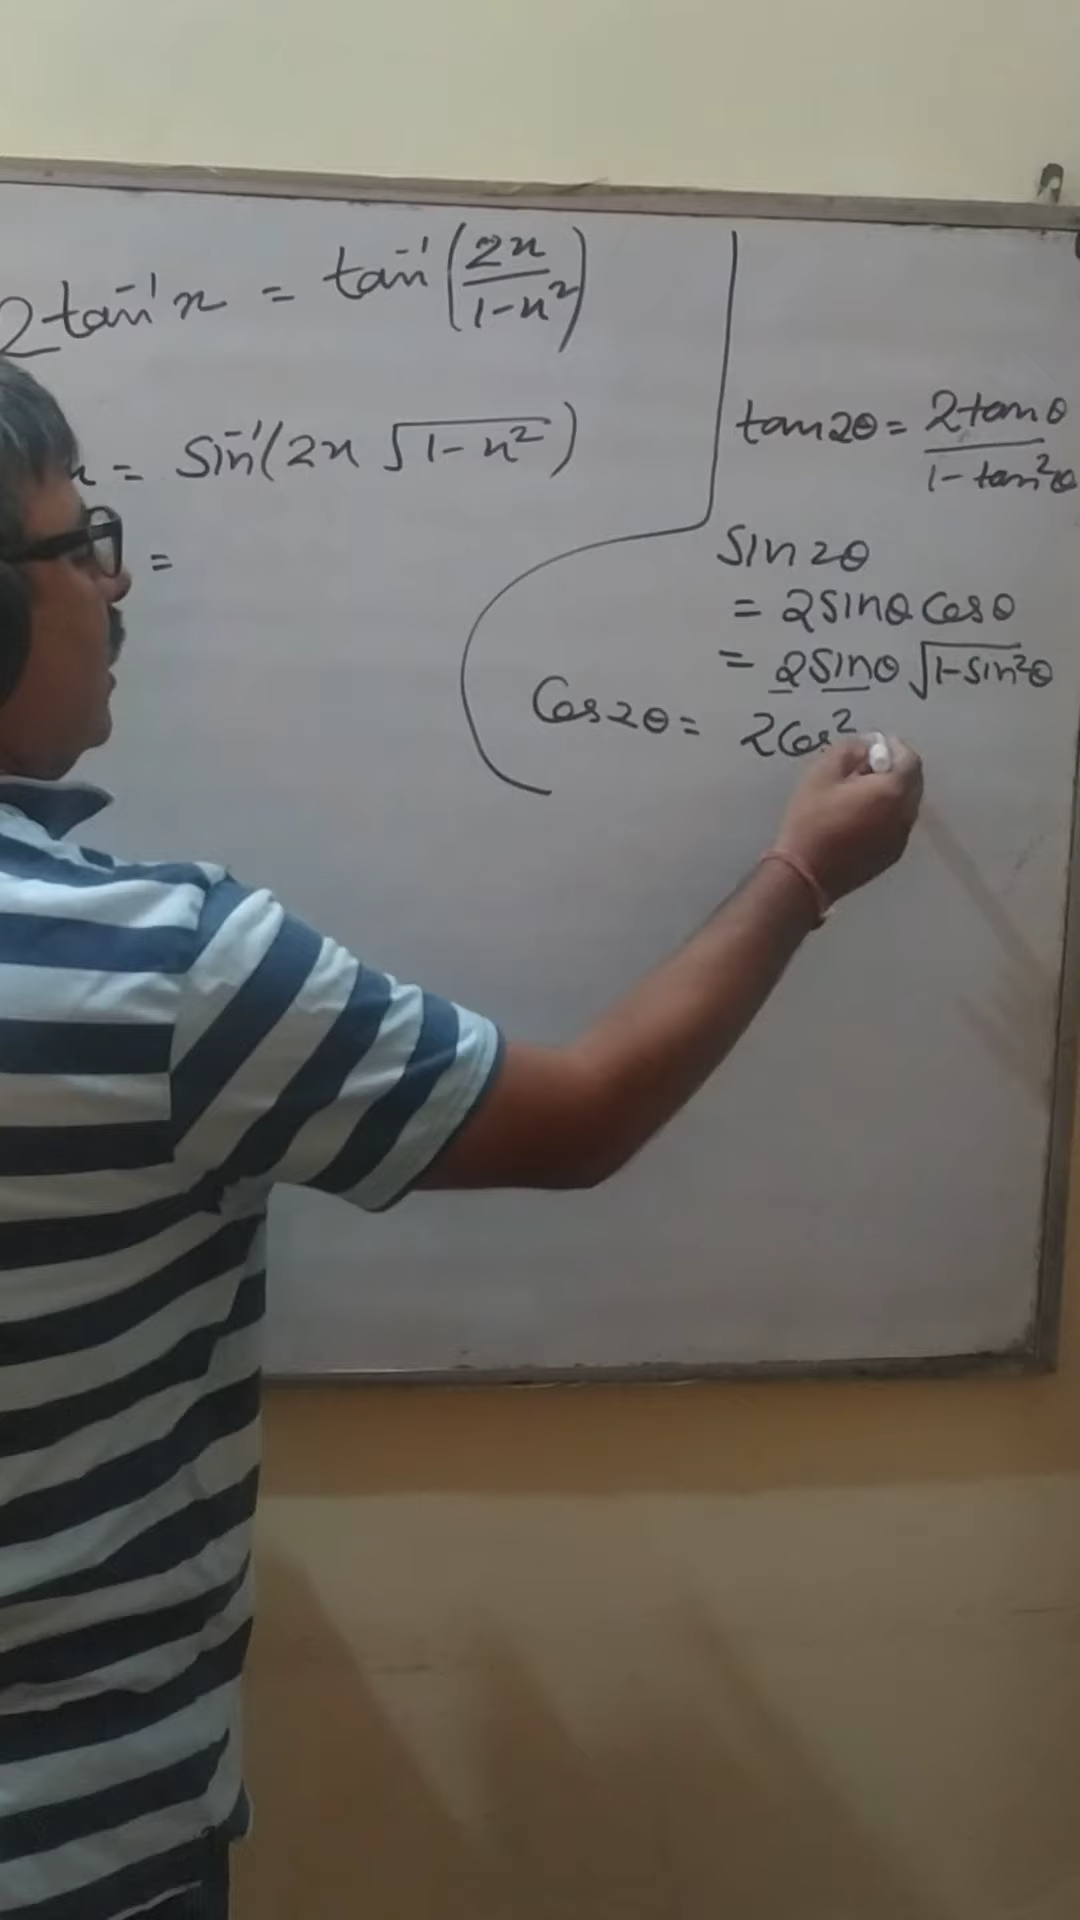 2tan⁻¹x = tan⁻¹(2x/1-x²)
x = Sin⁻¹(2x √1-x²)
=
tan2θ = 2tanθ/1-tan²θ
Sin2θ
= 2sinθ Cosθ
= 2sinθ √1-sin²θ
Cos2θ = 2Cos²